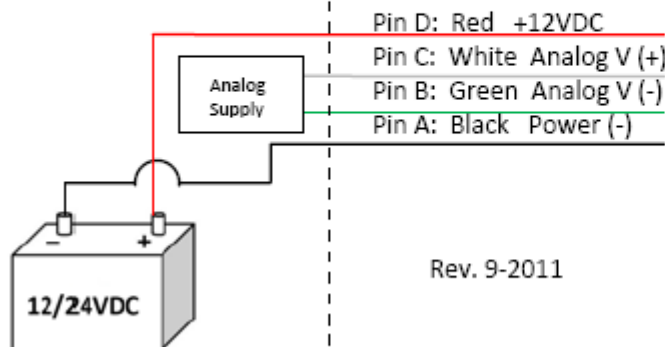 Pin D: Red +12VDC
Pin C: White Analog V (+)
Analog
Supply
Pin B: Green Analog V (-)
Pin A: Black Power (-)
– +
12/24VDC
Rev. 9-2011